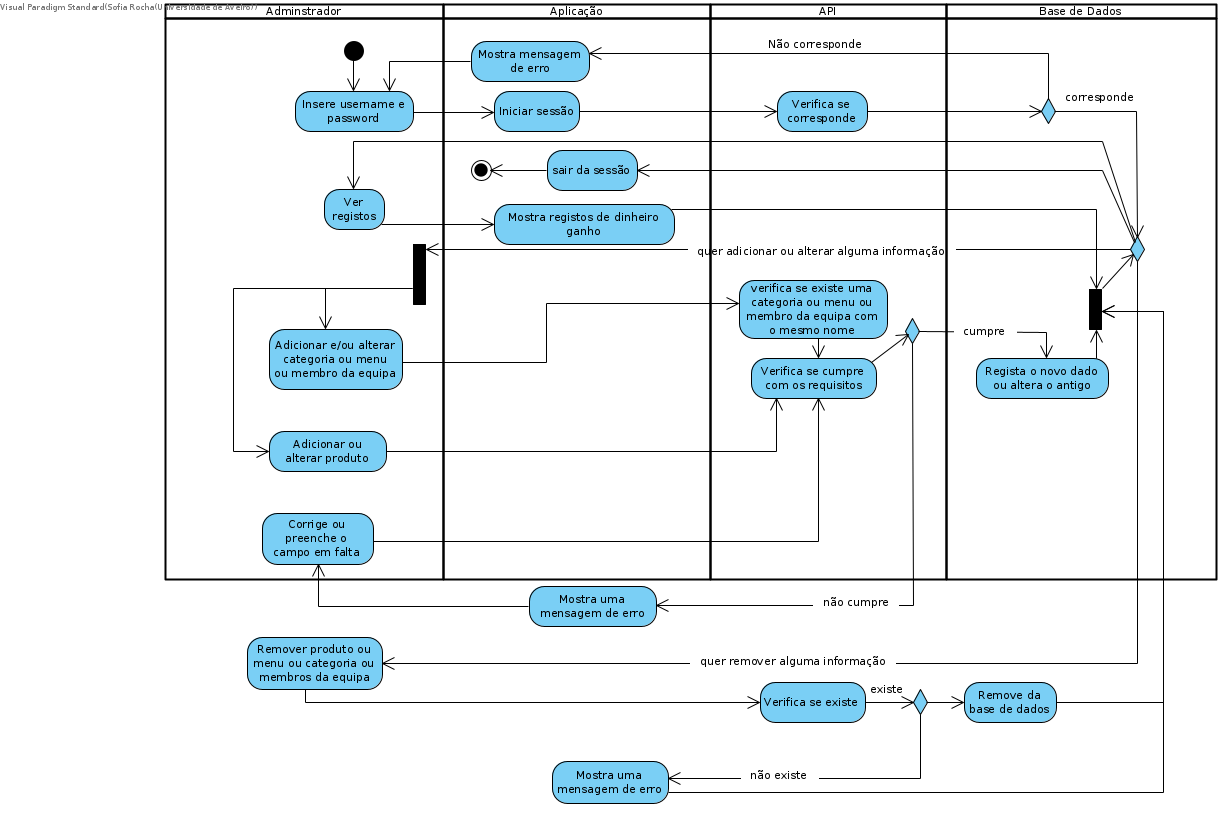 Visual Paradigm Standard(Sofia Rocha(Universidade de Aveiro))
Adminstrador
Aplicação
API
Base de Dados
Mostra mensagem
de erro
Não corresponde
Insere username e
password
Iniciar sessão
Verifica se
corresponde
corresponde
sair da sessão
Ver
registos
Mostra registos de dinheiro
ganho
quer adicionar ou alterar alguma informação
verifica se existe uma
categoria ou menu ou
membro da equipa com
o mesmo nome
cumpre
Adicionar e/ou alterar
categoria ou menu
ou membro da equipa
Verifica se cumpre
com os requisitos
Regista o novo dado
ou altera o antigo
Adicionar ou
alterar produto
Corrige ou
preenche o
campo em falta
Mostra uma
mensagem de erro
não cumpre
Remover produto ou
menu ou categoria ou
membros da equipa
quer remover alguma informação
Verifica se existe
existe
Remove da
base de dados
Mostra uma
mensagem de erro
não existe